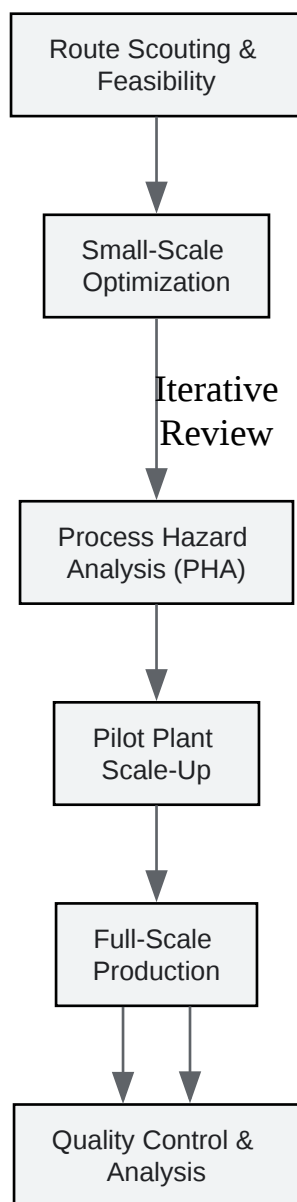 Route Scouting &
Feasibility
Small-Scale
Optimization
Iterative
Review
Process Hazard
Analysis (PHA)
Pilot Plant
Scale-Up
Full-Scale
Production
Quality Control &
Analysis